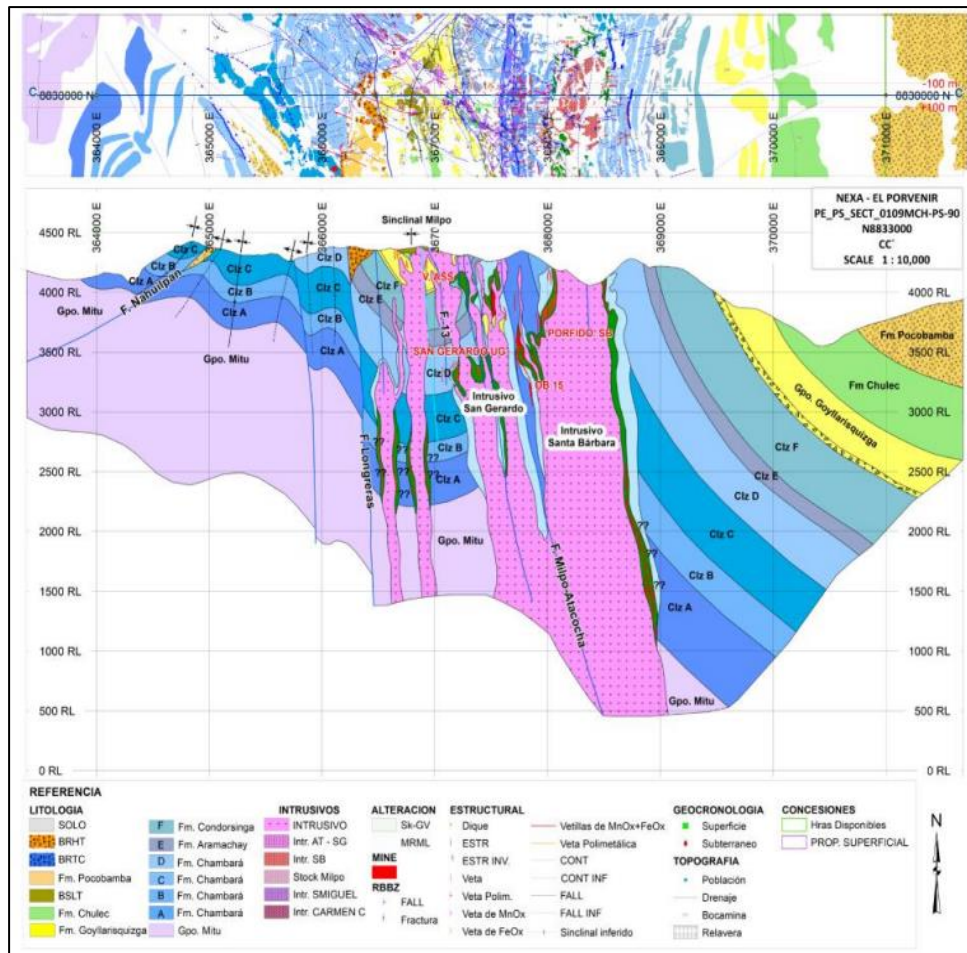 C
8830000 N
8830000 N
C
-100 m
+100 m
364000 E
365000 E
366000 E
367000 E
368000 E
369000 E
370000 E
371000 E
NEXA - EL PORVENIR
PE_PS_SECT_0109MCH-PS-90
N8833000
CC´
SCALE 1 : 10,000
364000 E
365000 E
366000 E
367000 E
368000 E
369000 E
370000 E
Sinclinal Milpo
4500 RL
4500 RL
4000 RL
4000 RL
3500 RL
3500 RL
3000 RL
3000 RL
2500 RL
2500 RL
2000 RL
2000 RL
1500 RL
1500 RL
1000 RL
1000 RL
500 RL
500 RL
0 RL
0 RL
Gpo. Mitu
Clz A
Clz B
Clz C
F. Nahuilpan
Clz C
Clz B
Clz A
Gpo. Mitu
Clz D
Clz C
Clz B
Clz A
Clz F
Clz E
F. 13
SAN GERARDO UG
Clz D
Clz C
Clz B
Clz A
Gpo. Mitu
F. Longreras
??
??
??
??
??
??
??
??
??
Intrusivo
San Gerardo
PORFIDO: SB
OB 15
Intrusivo
Santa Bárbara
F. Milpo-Atacocha
??
??
??
Clz F
Clz E
Clz D
Clz C
Clz B
Clz A
Gpo. Mitu
Gpo. Goyllarisquizga
Fm Chulec
Fm Pocobamba
REFERENCIA
LITOLOGIA
SOLO
BRHT
BRTC
Fm. Pocobamba
BSLT
Fm. Chulec
Fm. Goyllarisquizga
F Fm. Condorsinga
E Fm. Aramachay
D Fm. Chambará
C Fm. Chambará
B Fm. Chambará
A Fm. Chambará
Gpo. Mitu
INTRUSIVOS
INTRUSIVO
Intr. AT - SG
Intr. SB
Stock Milpo
Intr. SMIGUEL
Intr. CARMEN C
ALTERACION
Sk-GV
MRML
MINE
RBBZ
FALL
Fractura
ESTRUCTURAL
Dique
ESTR
ESTR INV.
Veta
Veta Polim.
Veta de MnOx
Veta de FeOx
Vetillas de MnOx+FeOx
Veta Polimetálica
CONT
CONT INF
FALL
FALL INF
Sinclinal inferido
GEOCRONOLOGIA
Superficie
Subterraneo
TOPOGRAFIA
Población
Drenaje
Bocamina
Relavera
CONCESIONES
Hras Disponibles
PROP. SUPERFICIAL
N